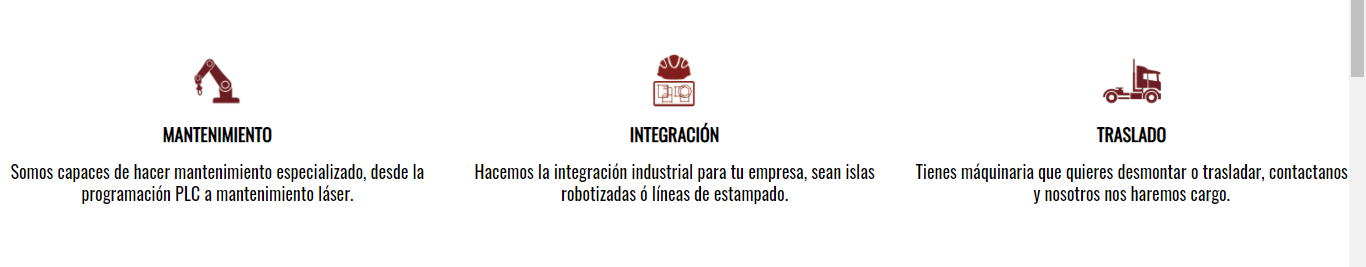 MANTENIMIENTO
Somos capaces de hacer mantenimiento especializado, desde la
programación PLC a mantenimiento láser.
INTEGRACIÓN
Hacemos la integración industrial para tu empresa, sean islas
robotizadas ó líneas de estampado.
TRASLADO
Tienes máquinaria que quieres desmontar o trasladar, contactanos
y nosotros nos haremos cargo.